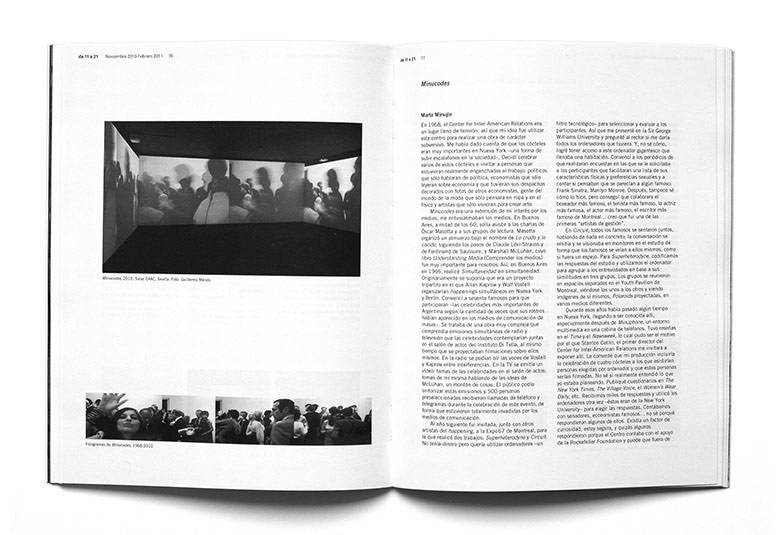 de 11 a 21 Noviembre 2010-Febrero 2011 76
Minucodes, 2010. Salas CAAC, Sevilla. Foto: Guillermo Mendo
Fotogramas de Minucodes, 1968-2010
de 11 a 21 77
Minucodes
Marta Minujin
En 1968, el Center for Inter-American Relations era
un lugar lleno de tensión, así que mi idea fue utilizar
este centro para realizar una obra de carácter
subversivo. Me había dado cuenta de que los cócteles
eran muy importantes en Nueva York –una forma de
subir escalafones en la sociedad–. Decidí celebrar
varios de estos cócteles e invitar a personas que
estuvieran realmente enganchadas al trabajo: políticos
que sólo hablaran de política, economistas que sólo
leyeran sobre economía y que tuvieran sus despachos
decorados con fotos de otros economistas, gente del
mundo de la moda que sólo pensara en ropa y en el
físico y artistas que sólo vivieran para crear arte.
Minucodes era una extensión de mi interés por los
medios; me entusiasmaban los medios. En Buenos
Aires, a mitad de los 60, solía asistir a las charlas de
Óscar Masotta y a sus grupos de lectura. Masotta
organizó un almuerzo bajo el nombre de Lo crudo y lo
cocido, siguiendo los pasos de Claude Lévi-Strauss y
de Ferdinand de Saussure, y Marshall McLuhan, cuyo
libro Understanding Media (Comprender los medios)
fue muy importante para nosotros. Así, en Buenos Aires
en 1966, realicé Simultaneidad en simultaneidad.
Originariamente se suponía que era un proyecto
tripartito en el que Allan Kaprow y Wolf Vostell
organizarían happenings simultáneos en Nueva York
y Berlín. Convencí a sesenta famosos para que
participaran –las celebridades más importantes de
Argentina según la cantidad de veces que sus rostros
habían aparecido en los medios de comunicación de
masas–. Se trataba de una obra muy compleja que
comprendía emisiones simultáneas de radio y
televisión que las celebridades contemplarían juntas
en el salón de actos del Instituto Di Tella, al mismo
tiempo que se proyectaban filmaciones sobre ellos
mismos. En la radio se podían oír las voces de Vostell
y Kaprow entre interferencias. En la TV se emitía un
vídeo: tomas de las celebridades en el salón de actos;
tomas de mí misma hablando de las ideas de
McLuhan, un montón de cosas. El público podía
sintonizar estas emisiones y 500 personas
preseleccionadas recibieron llamadas de teléfono y
telegramas durante la celebración de este evento, de
forma que estuvieron totalmente invadidas por los
medios de comunicación.
Al año siguiente fui invitada, junto con otros
artistas del happening, a la Expo67 de Montreal, para
la que realicé dos trabajos: Superheterodyne y Circuit.
No tenía dinero pero quería utilizar ordenadores –un
filtro tecnológico– para seleccionar y evaluar a los
participantes. Así que me presenté en la Sir George
Williams University y pregunté al rector si me daría
todos los ordenadores que tuviera. Y, no sé cómo,
logré tener acceso a este ordenador gigantesco que
llenaba una habitación. Convencí a los periódicos de
que realizaran encuestas en las que se le solicitaba
a los participantes que facilitaran una lista de sus
características físicas y preferencias sexuales y a
contar si pensaban que se parecían a algún famoso:
Frank Sinatra, Marilyn Monroe. Después, tampoco sé
cómo lo hice, pero conseguí que colaborara el
boxeador más famoso, el tenista más famoso, la actriz
más famosa, el actor más famoso, el escritor más
famoso de Montreal... creo que fui una de las
primeras "artistas de gestión".
En Circuit, todos los famosos se sentaron juntos,
hablando de nada en concreto; la conversación se
emitía y se visionaba en monitores en el estudio de
forma que los famosos se veían a ellos mismos, como
si fuera un espejo. Para Superheterodyne, codificamos
las respuestas del estudio y utilizamos el ordenador
para agrupar a los entrevistados en base a sus
similitudes en tres grupos. Los grupos se reunieron
en espacios separados en el Youth Pavilion de
Montreal, viéndose los unos a los otros y viendo
imágenes de sí mismos, Polaroids proyectadas, en
varios medios diferentes.
Durante esos años había pasado algún tiempo
en Nueva York, llegando a ser conocida allí,
especialmente después de Minuphone, un entorno
multimedia en una cabina de teléfonos. Tuve reseñas
en el Time y el Newsweek, lo cual pudo ser el motivo
por el que Stanton Catlin, el primer director del
Center for Inter-American Relations me invitara a
exponer allí. Le comenté que mi producción incluiría
la celebración de cuatro cócteles a los que asistirían
personas elegidas por ordenador y que estas personas
serían filmadas. No sé si realmente entendió lo que
yo estaba planeando. Publiqué cuestionarios en The
New York Times, The Village Voice, el Women's Wear
Daily, etc. Recibimos miles de respuestas y utilicé los
ordenadores otra vez –éstos eran de la New York
University– para elegir las respuestas. Contábamos
con senadores, economistas famosos... no sé por qué
respondieron algunos de ellos. Existía un factor de
curiosidad, estoy segura, y quizás algunos
respondieron porque el Centro contaba con el apoyo
de la Rockefeller Foundation y puede que fuera de